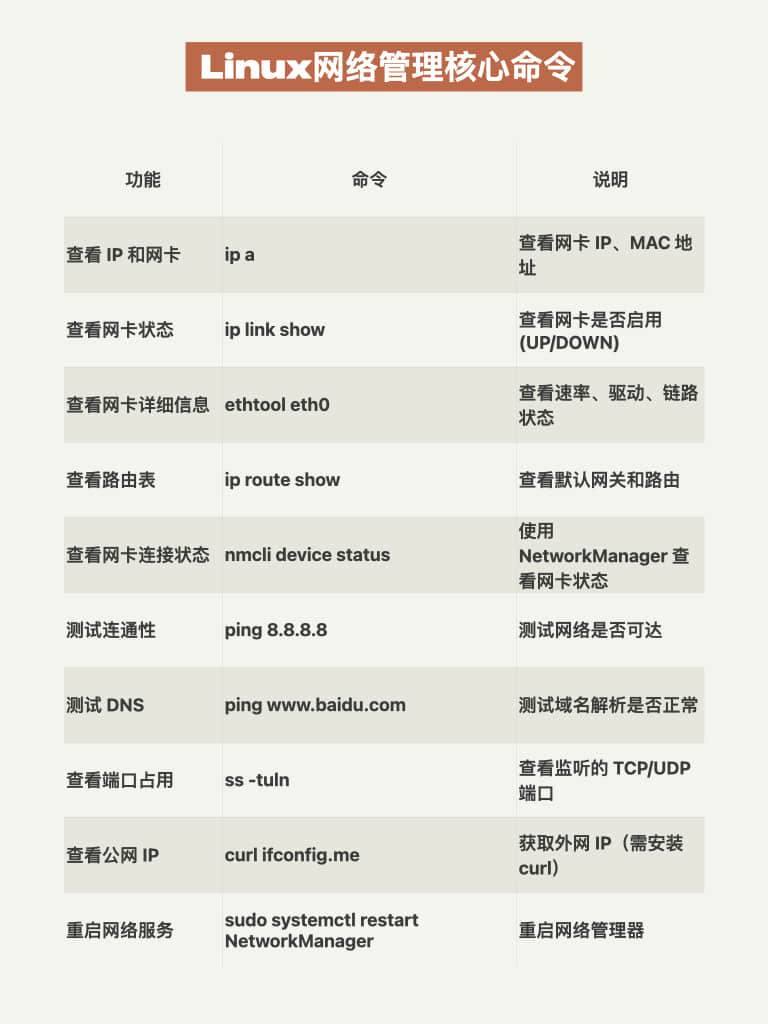 Linux网络管理核心命令
功能 命令 说明
查看 IP 和网卡 ip a 查看网卡 IP、MAC 地
址
查看网卡状态 ip link show 查看网卡是否启用
(UP/DOWN)
查看网卡详细信息 ethtool eth0 查看速率、驱动、链路
状态
查看路由表 ip route show 查看默认网关和路由
查看网卡连接状态 nmcli device status 使用
NetworkManager 查
看网卡状态
测试连通性 ping 8.8.8.8 测试网络是否可达
测试 DNS ping www.baidu.com 测试域名解析是否正常
查看端口占用 ss -tuln 查看监听的 TCP/UDP
端口
查看公网 IP curl ifconfig.me 获取外网 IP（需安装
curl）
重启网络服务 sudo systemctl restart
NetworkManager 重启网络管理器